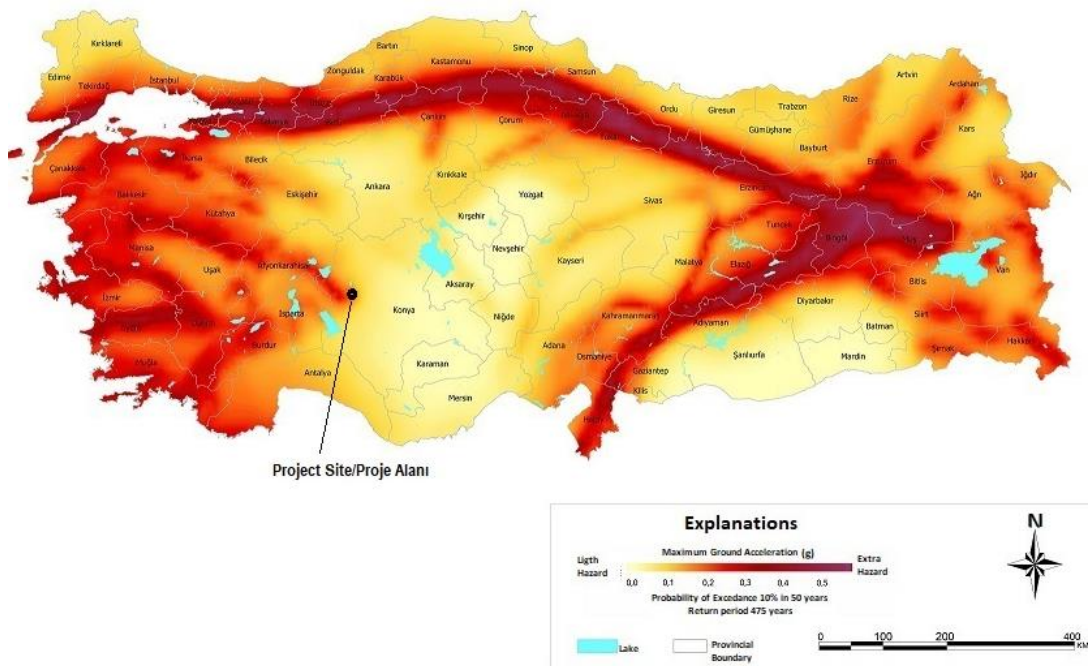 Kırklareli
Edirne
Tekirdağ
İstanbul
Zonguldak
Bartın
Karabük
Kastamonu
Sinop
Samsun
Ordu
Giresun
Trabzon
Rize
Artvin
Ardahan
Kars
Gümüşhane
Bayburt
Erzurum
Iğdır
Ağrı
Çanakkale
Bursa
Bilecik
Eskişehir
Ankara
Çankırı
Çorum
Kırıkkale
Yozgat
Sivas
Erzincan
Tunceli
Bingöl
Muş
Balıkesir
Kütahya
Kırşehir
Nevşehir
Kayseri
Malatya
Elazığ
Bitlis
Van
Manisa
Uşak
Afyonkarahisar
Aksaray
Konya
Niğde
Kahramanmaraş
Adıyaman
Diyarbakır
Batman
Siirt
Hakkari
İzmir
Isparta
Burdur
Karaman
Adana
Osmaniye
Gaziantep
Şanlıurfa
Mardin
Şırnak
Muğla
Antalya
Mersin
Kilis
Hatay
Project Site/Proje Alanı
Explanations
Maximum Ground Acceleration (g)
Ligth
Hazard
Extra
Hazard
0,0 0,1 0,2 0,3 0,4 0,5
Probability of Excedance 10% in 50 years
Return period 475 years
Lake
Provincial
Boundary
N
0 100 200 400
KM